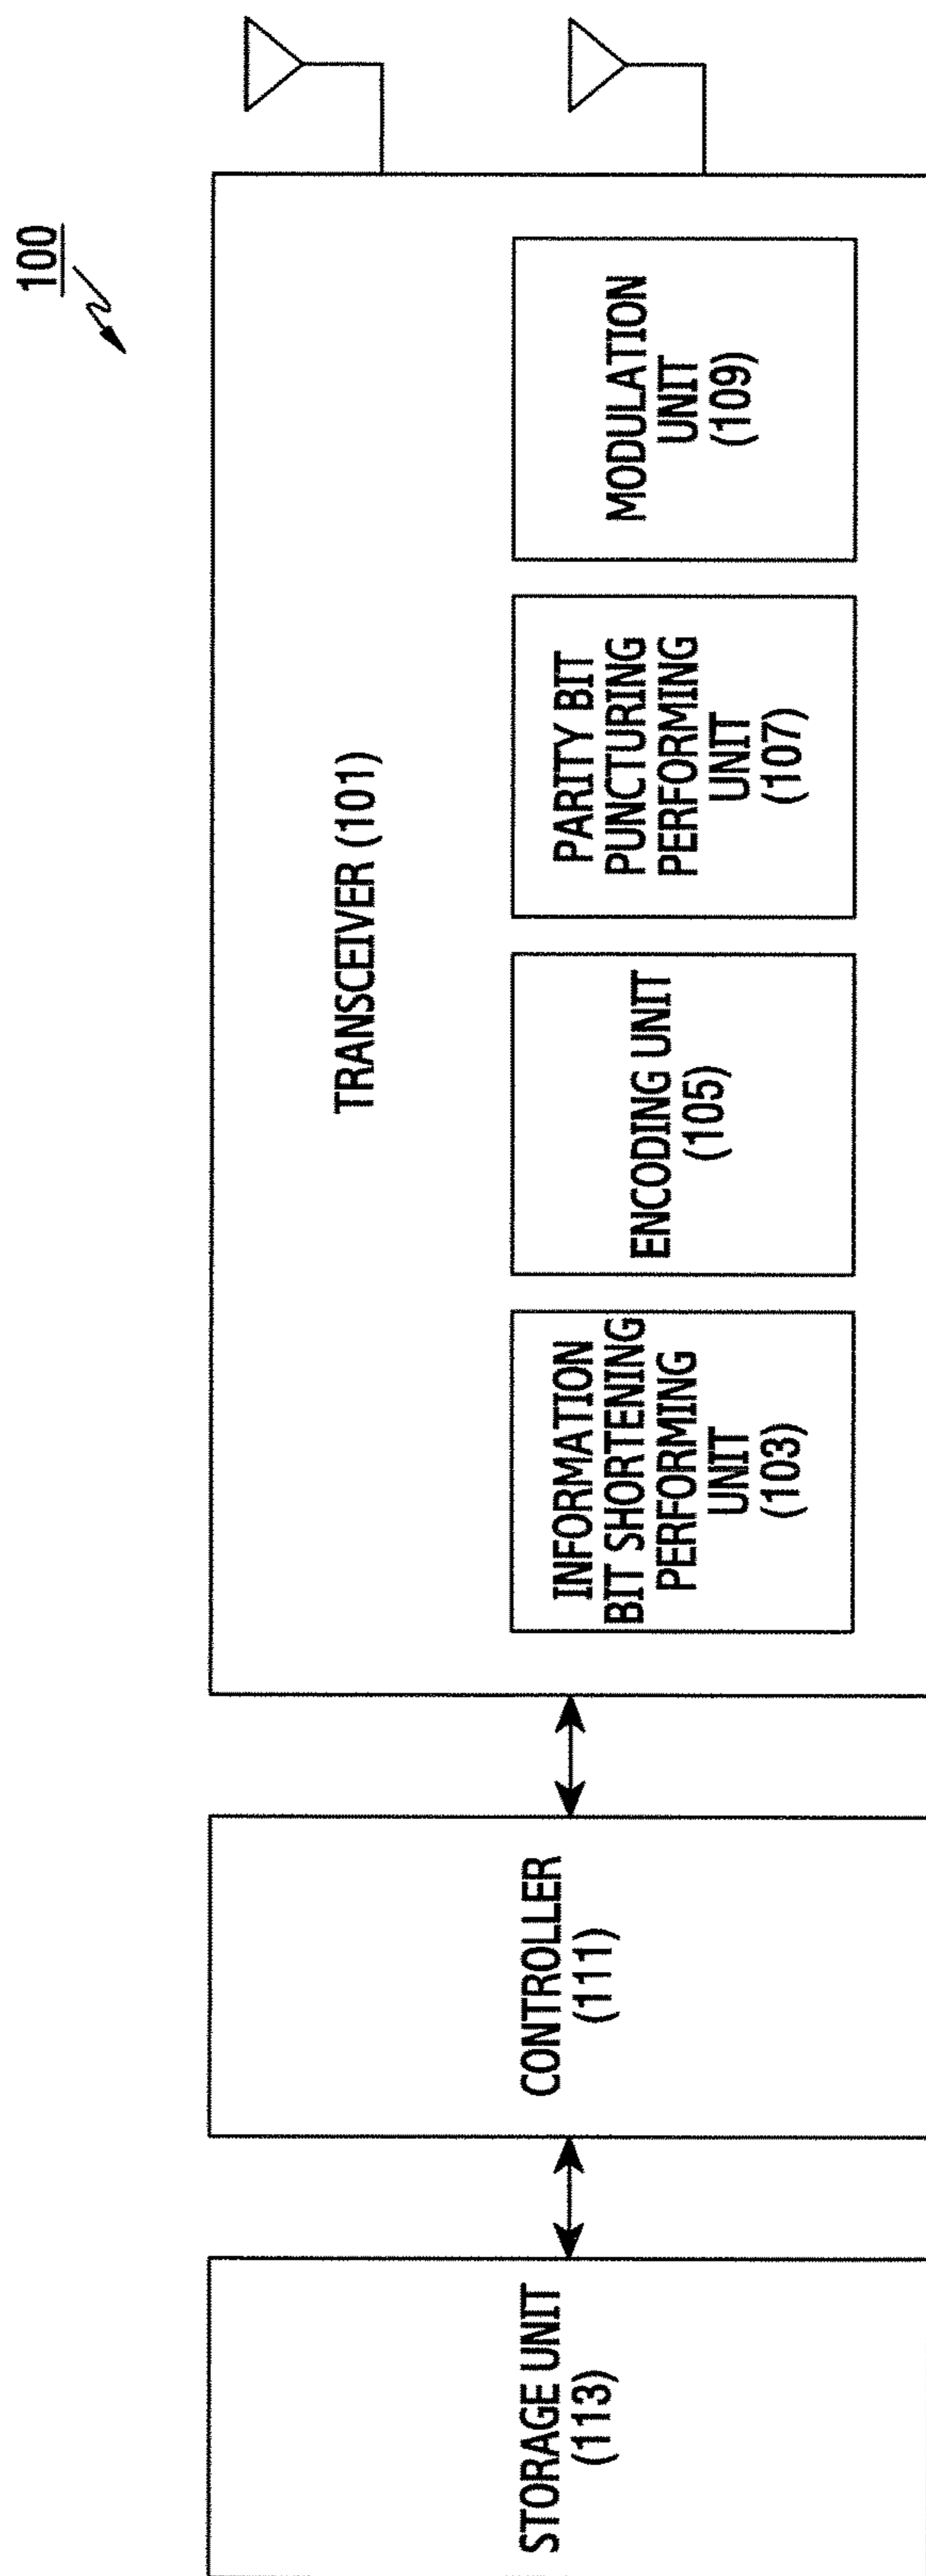 100
TRANSCEIVER (101)
INFORMATION
BIT SHORTENING
PERFORMING
UNIT
(103)
ENCODING UNIT
(105)
PARITY BIT
PUNCTURING
PERFORMING
UNIT
(107)
MODULATION
UNIT
(109)
CONTROLLER
(111)
STORAGE UNIT
(113)